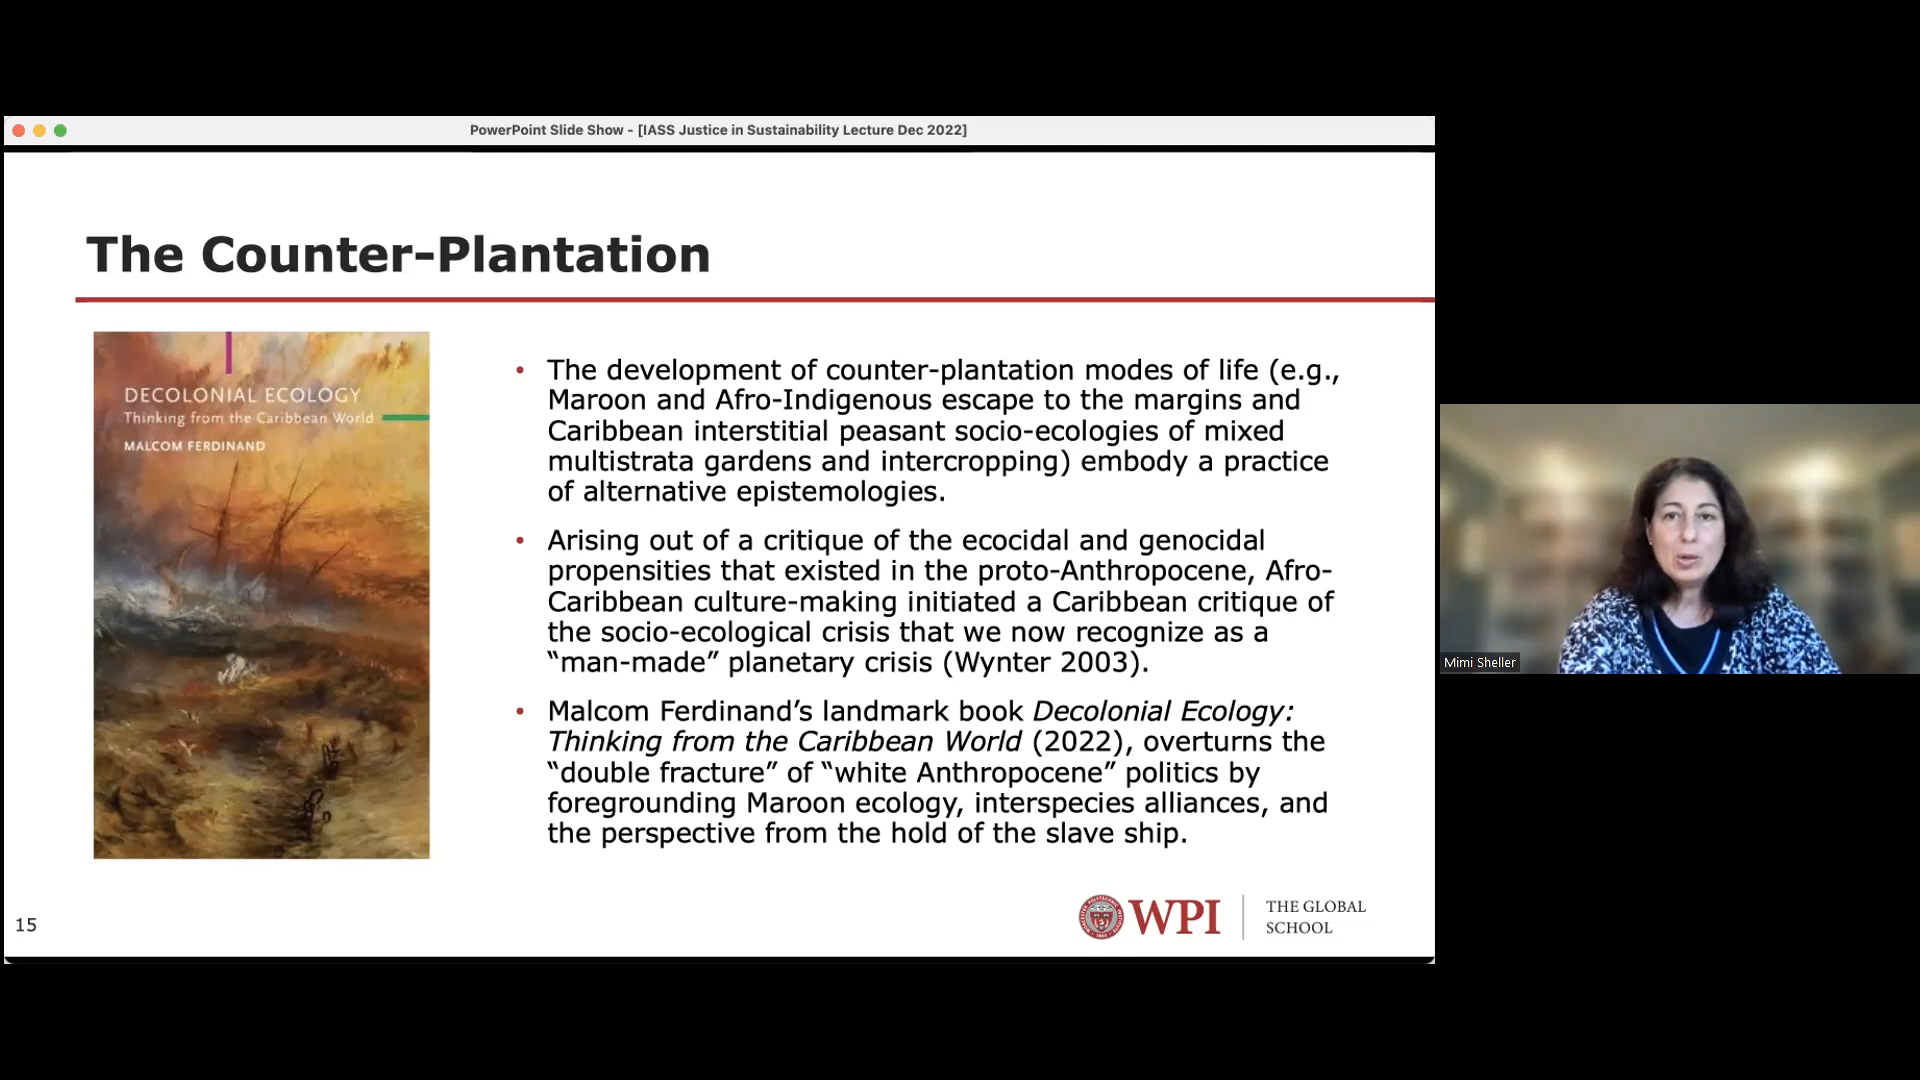 PowerPoint Slide Show - [IASS Justice in Sustainability Lecture Dec 2022]
The Counter-Plantation
DECOLONIAL ECOLOGY
Thinking from the Caribbean World
MALCOM FERDINAND
• The development of counter-plantation modes of life (e.g.,
Maroon and Afro-Indigenous escape to the margins and
Caribbean interstitial peasant socio-ecologies of mixed
multistrata gardens and intercropping) embody a practice
of alternative epistemologies.
• Arising out of a critique of the ecocidal and genocidal
propensities that existed in the proto-Anthropocene, Afro-
Caribbean culture-making initiated a Caribbean critique of
the socio-ecological crisis that we now recognize as a
“man-made” planetary crisis (Wynter 2003).
• Malcom Ferdinand’s landmark book Decolonial Ecology:
Thinking from the Caribbean World (2022), overturns the
“double fracture” of “white Anthropocene” politics by
foregrounding Maroon ecology, interspecies alliances, and
the perspective from the hold of the slave ship.
15
WPI
THE GLOBAL
SCHOOL
Mimi Sheller